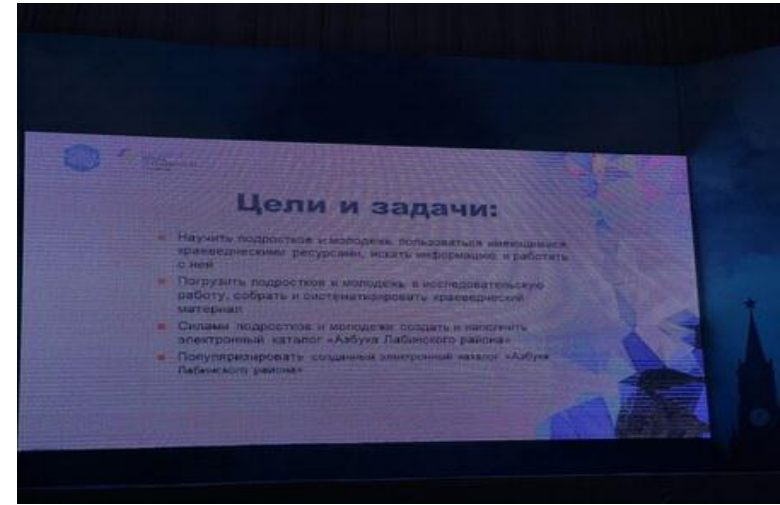 Цели и задачи:
Научить подростков и молодежь пользоваться имеющимися
краеведческими ресурсами, искать информацию и работать
с ней
Погрузить подростков и молодежь в исследовательскую
работу, собрать и систематизировать краеведческий
материал
Силами подростков и молодежи создать и наполнить
электронный каталог «Азбука Лабинского района»
Популяризировать созданный электронный каталог «Азбука
Лабинского района»